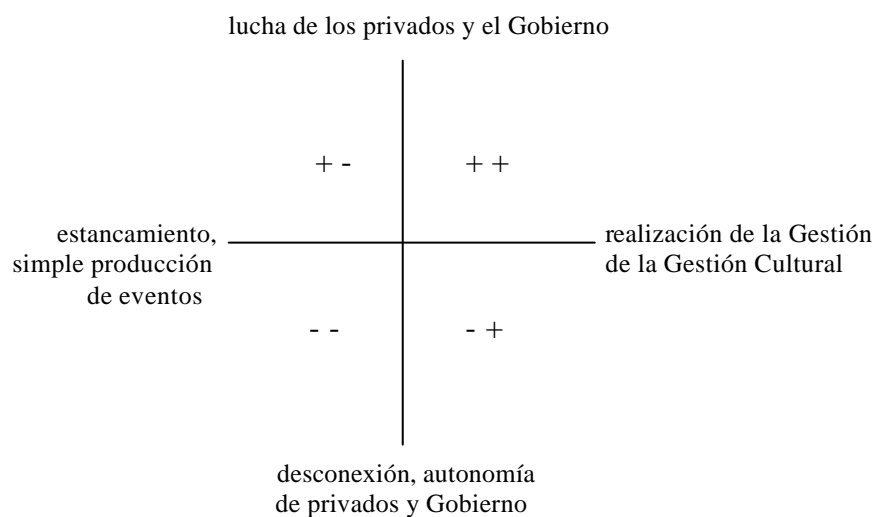 lucha de los privados y el Gobierno
+ - + +
estancamiento,
simple producción
de eventos
realización de la Gestión
de la Gestión Cultural
- - - +
desconexión, autonomía
de privados y Gobierno